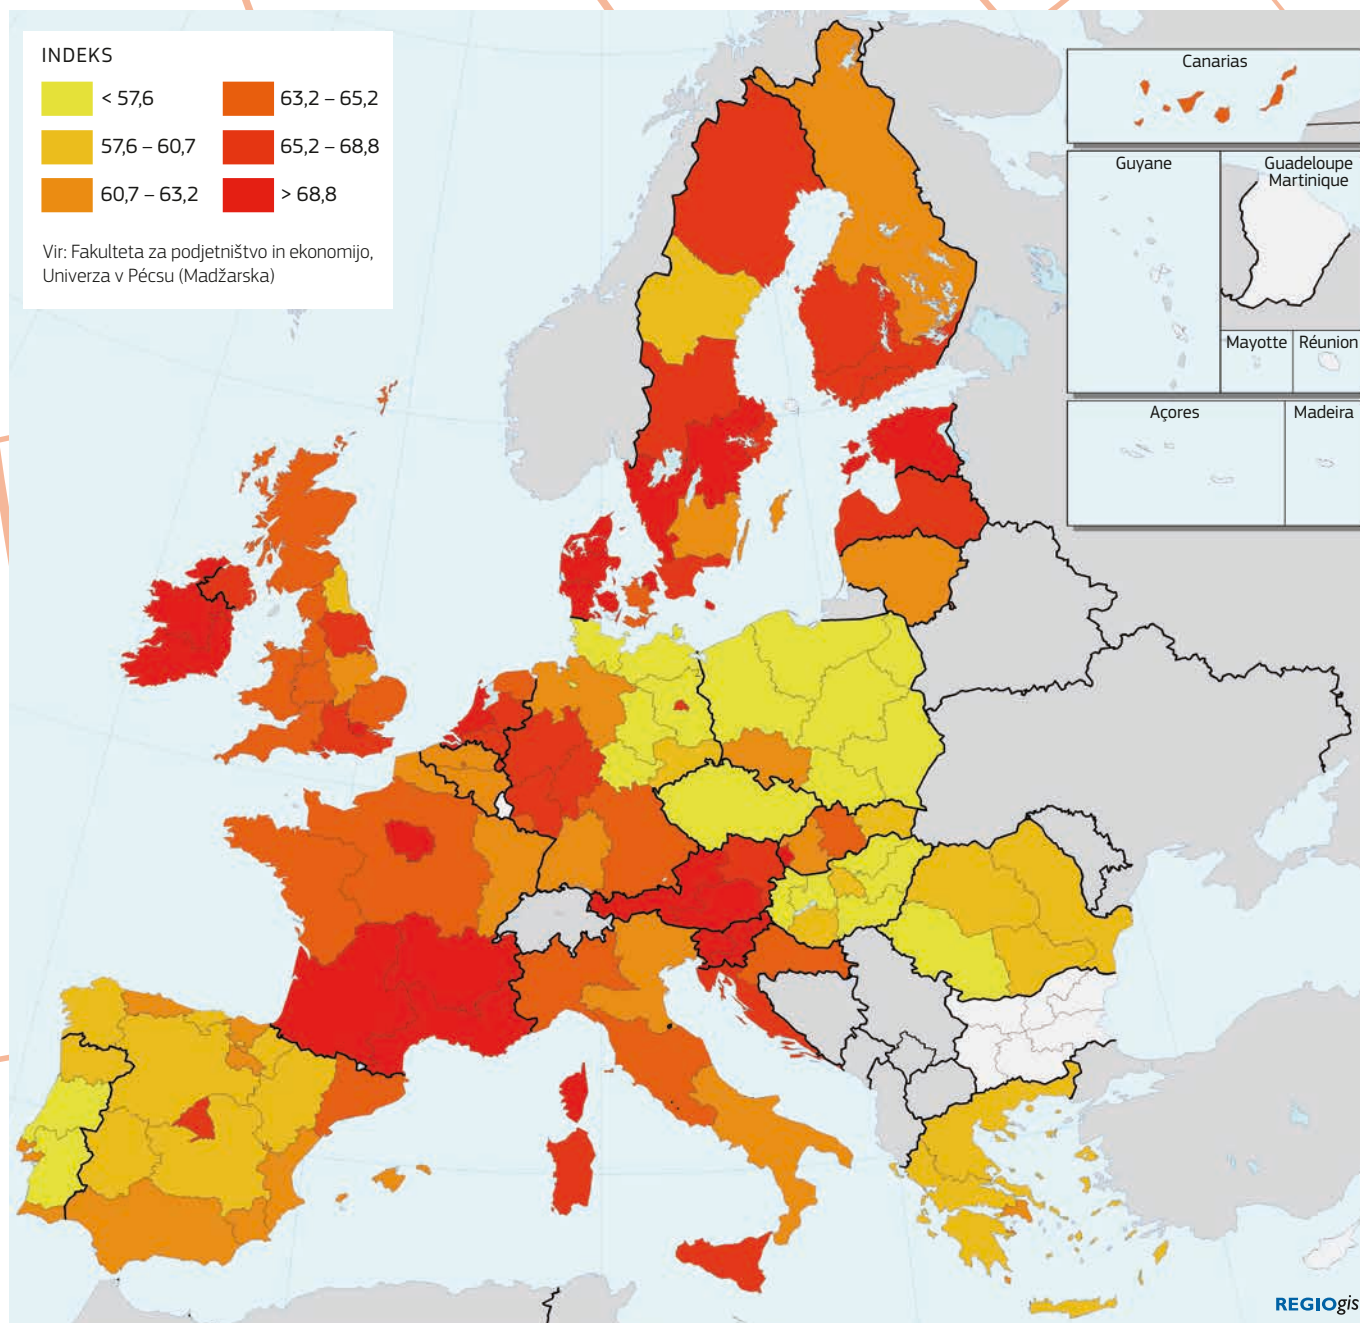 INDEKS
< 57,6
57,6 – 60,7
60,7 – 63,2
63,2 – 65,2
65,2 – 68,8
> 68,8
Vir: Fakulteta za podjetništvo in ekonomijo,
Univerza v Pécsu (Madžarska)
Canarias
Guyane
Guadeloupe
Martinique
Mayotte
Réunion
Açores
Madeira
REGIOgis